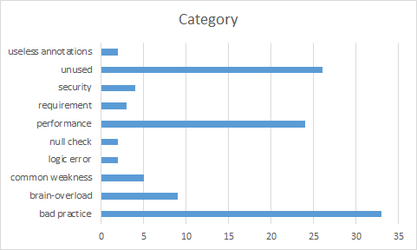 Category
useless annotations
unused
security
requirement
performance
null check
logic error
common weakness
brain-overload
bad practice
0 5 10 15 20 25 30 35